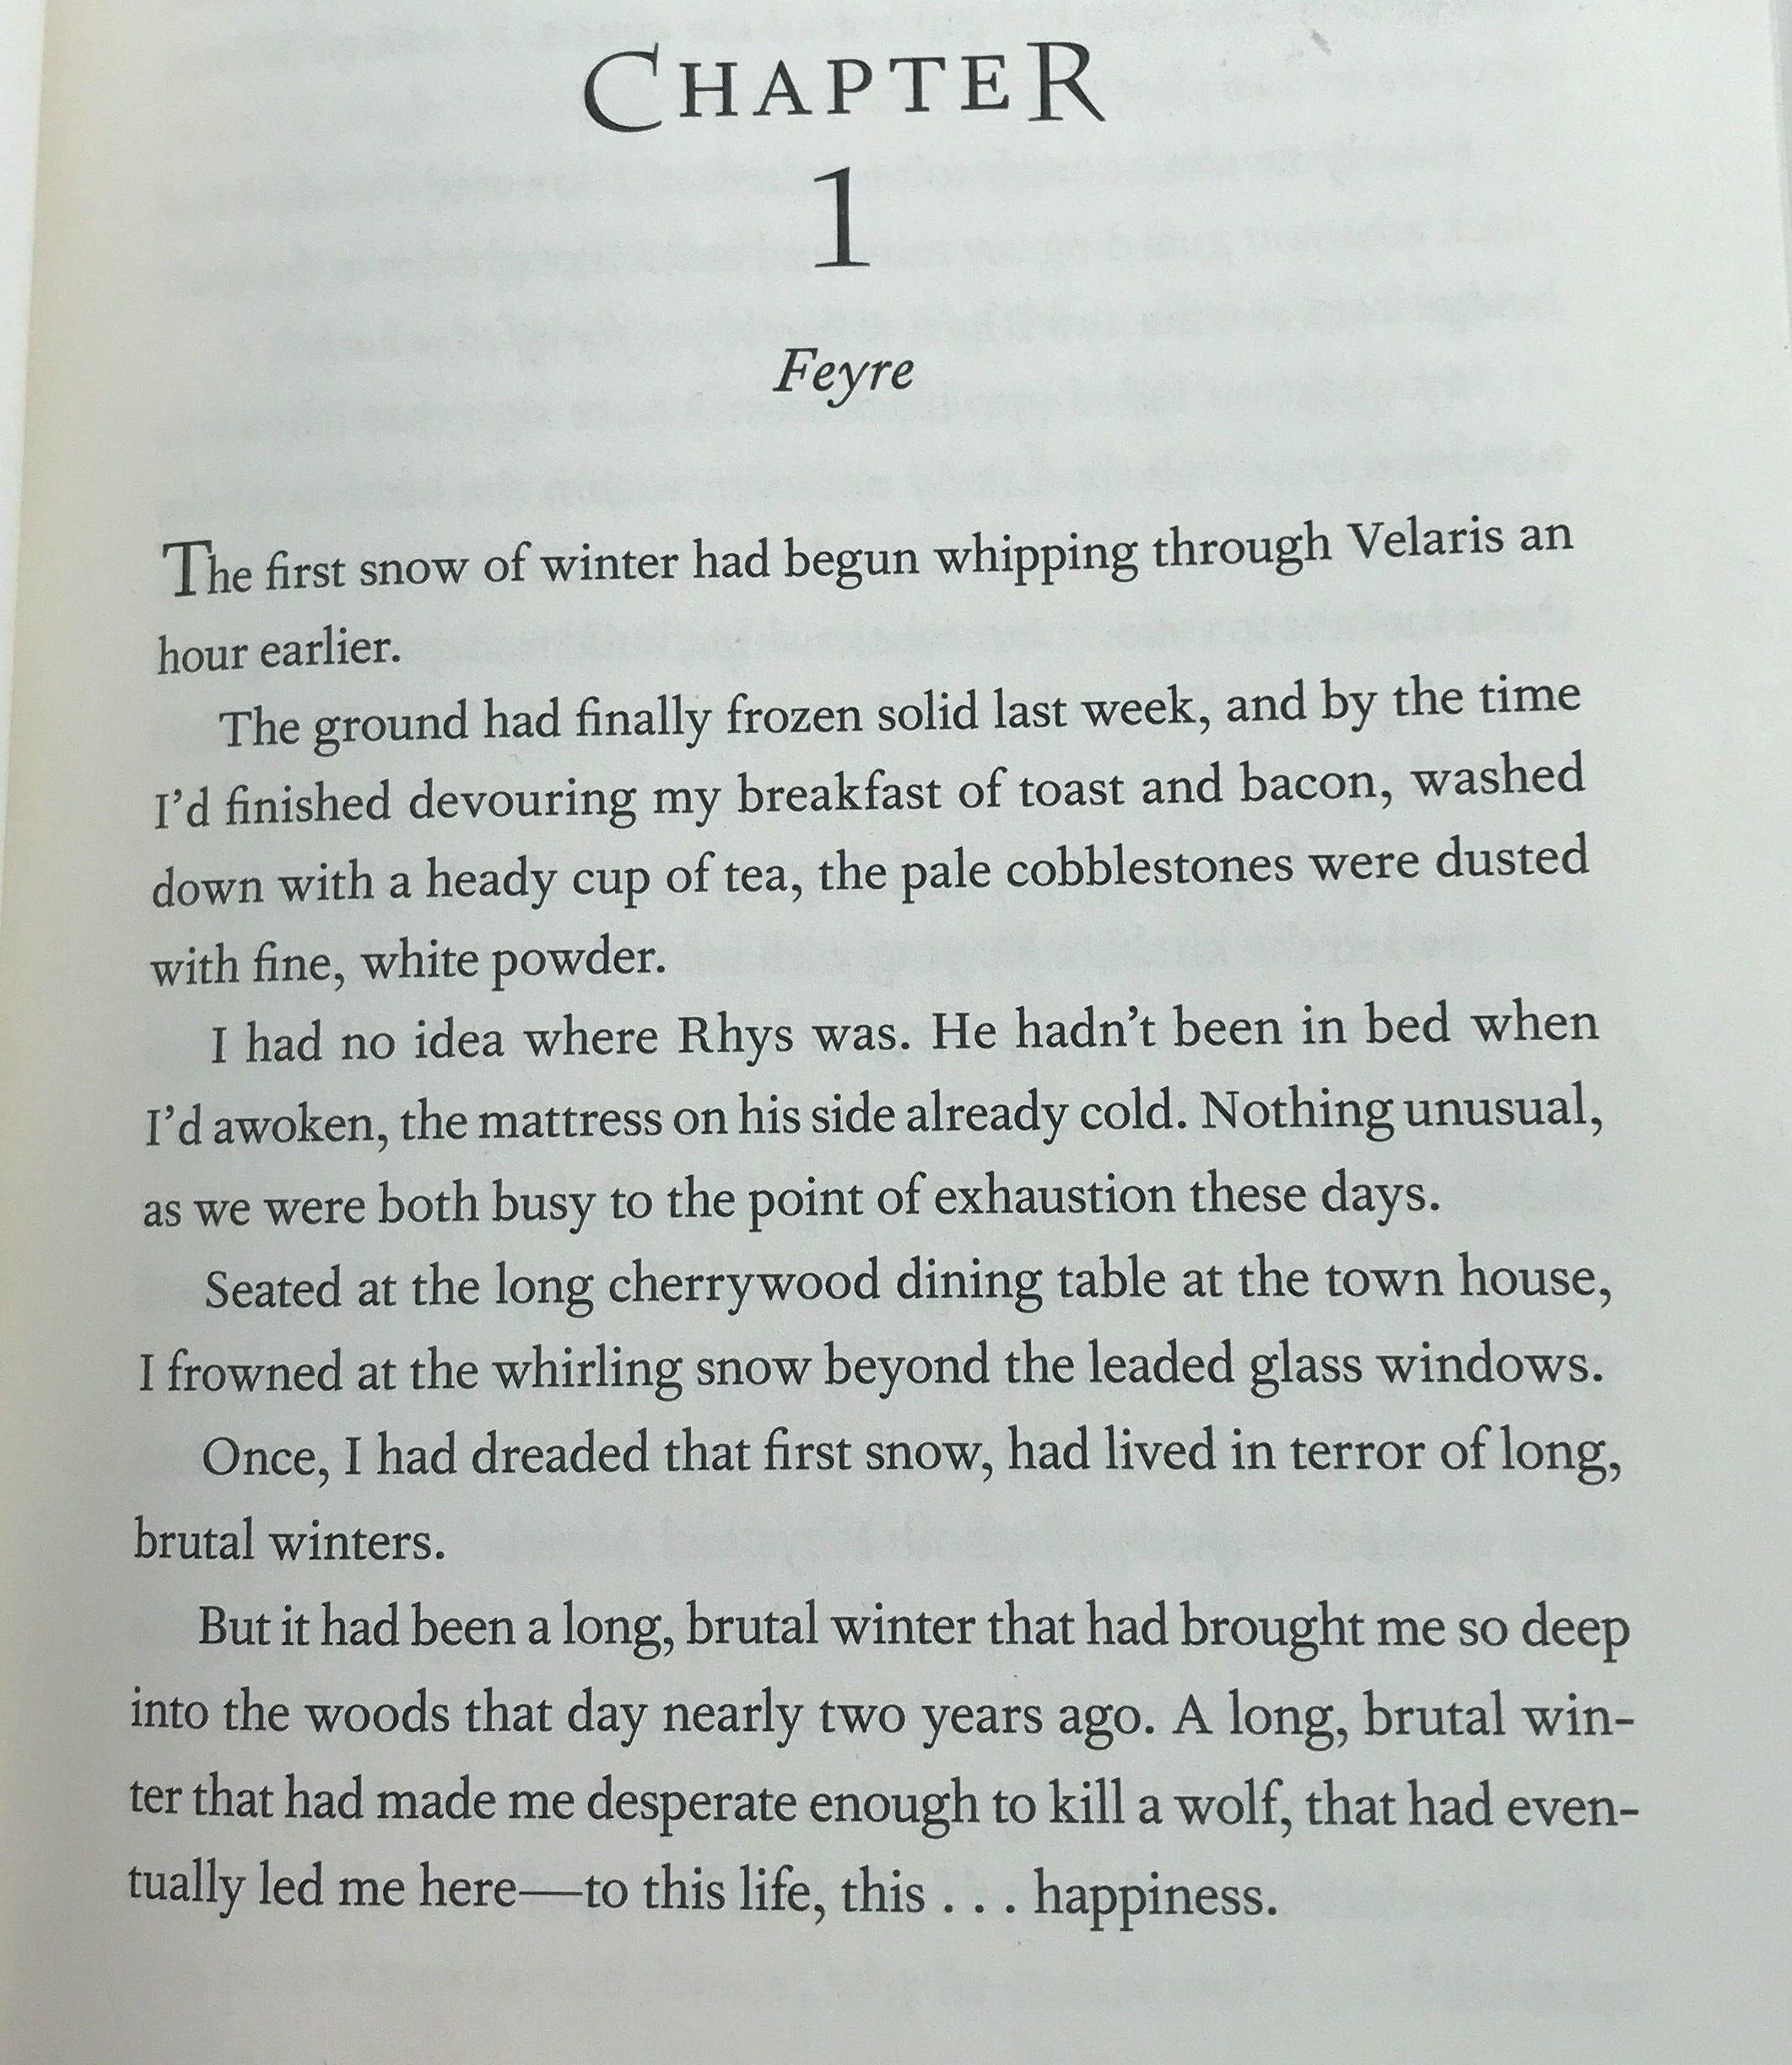 CHAPTER
1
Feyre
The first snow of winter had begun whipping through Velaris an
hour earlier.
The ground had finally frozen solid last week, and by the time
I’d finished devouring my breakfast of toast and bacon, washed
down with a heady cup of tea, the pale cobblestones were dusted
with fine, white powder.
I had no idea where Rhys was. He hadn’t been in bed when
I’d awoken, the mattress on his side already cold. Nothing unusual,
as we were both busy to the point of exhaustion these days.
Seated at the long cherrywood dining table at the town house,
I frowned at the whirling snow beyond the leaded glass windows.
Once, I had dreaded that first snow, had lived in terror of long,
brutal winters.
But it had been a long, brutal winter that had brought me so deep
into the woods that day nearly two years ago. A long, brutal win-
ter that had made me desperate enough to kill a wolf, that had even-
tually led me here—to this life, this . . . happiness.